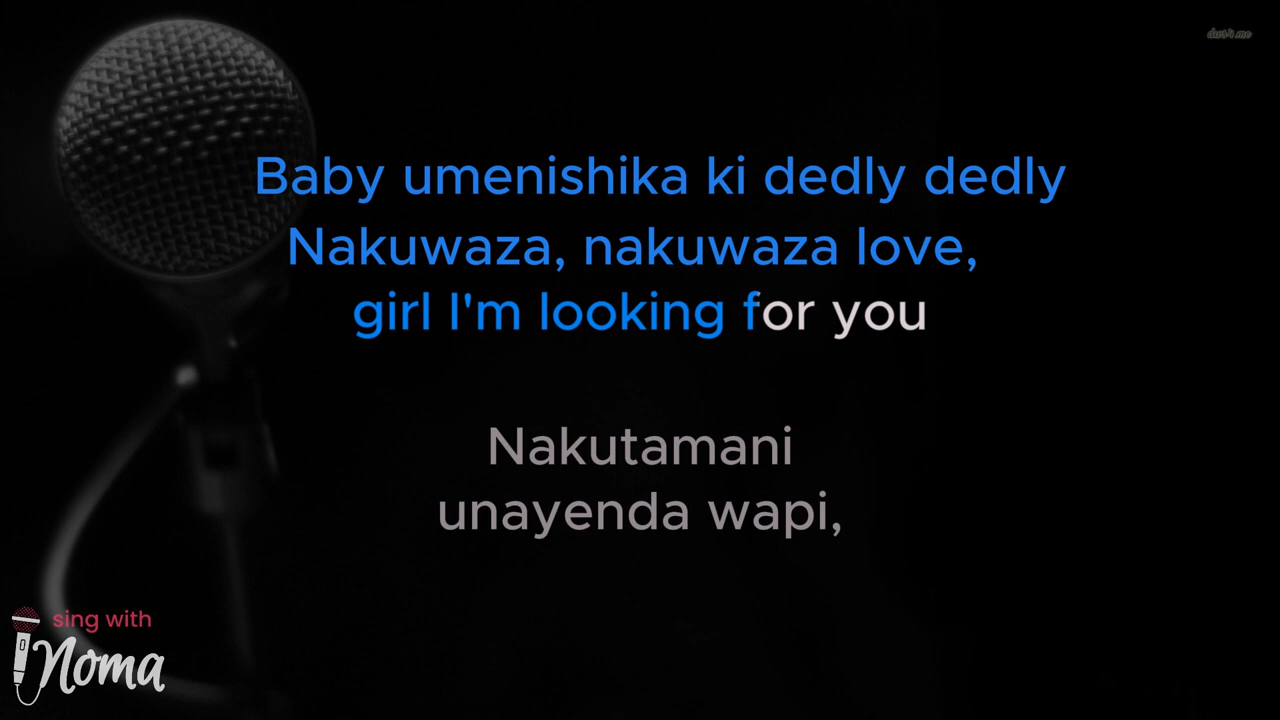 Baby umenishika ki dedly dedly
Nakuwaza, nakuwaza love,
girl I'm looking for you
Nakutamani
unayenda wapi,
sing with
Noma